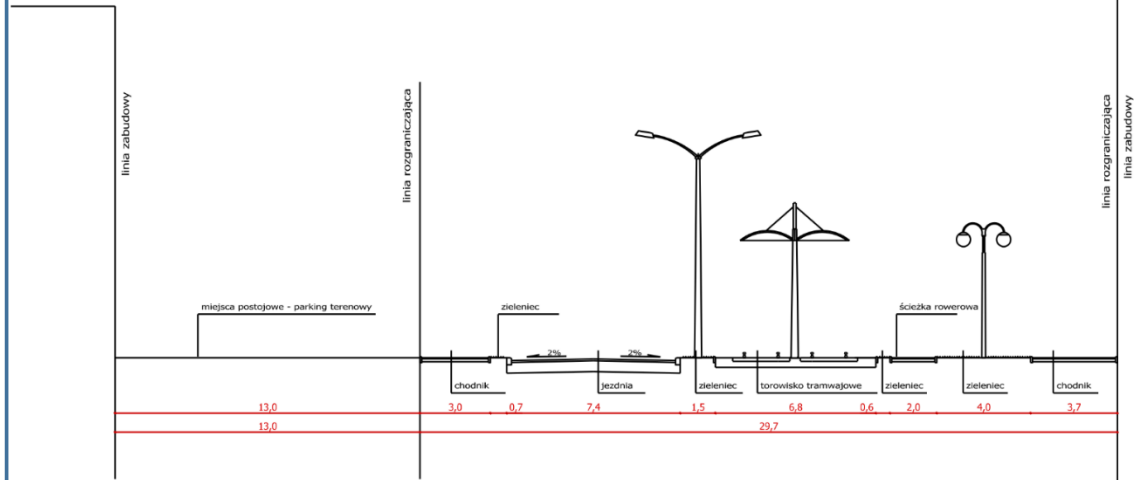 linia zabudowy
linia rozgraniczająca
linia rozgraniczająca
linia zabudowy
miejsca postojowe - parking terenowy
zieleniec
ścieżka rowerowa
2%
2%
chodnik
jezdnia
zieleniec
torowisko tramwajowe
zieleniec
zieleniec
chodnik
13,0 3,0 0,7 7,4 1,5 6,8 0,6 2,0 4,0 3,7
13,0 29,7